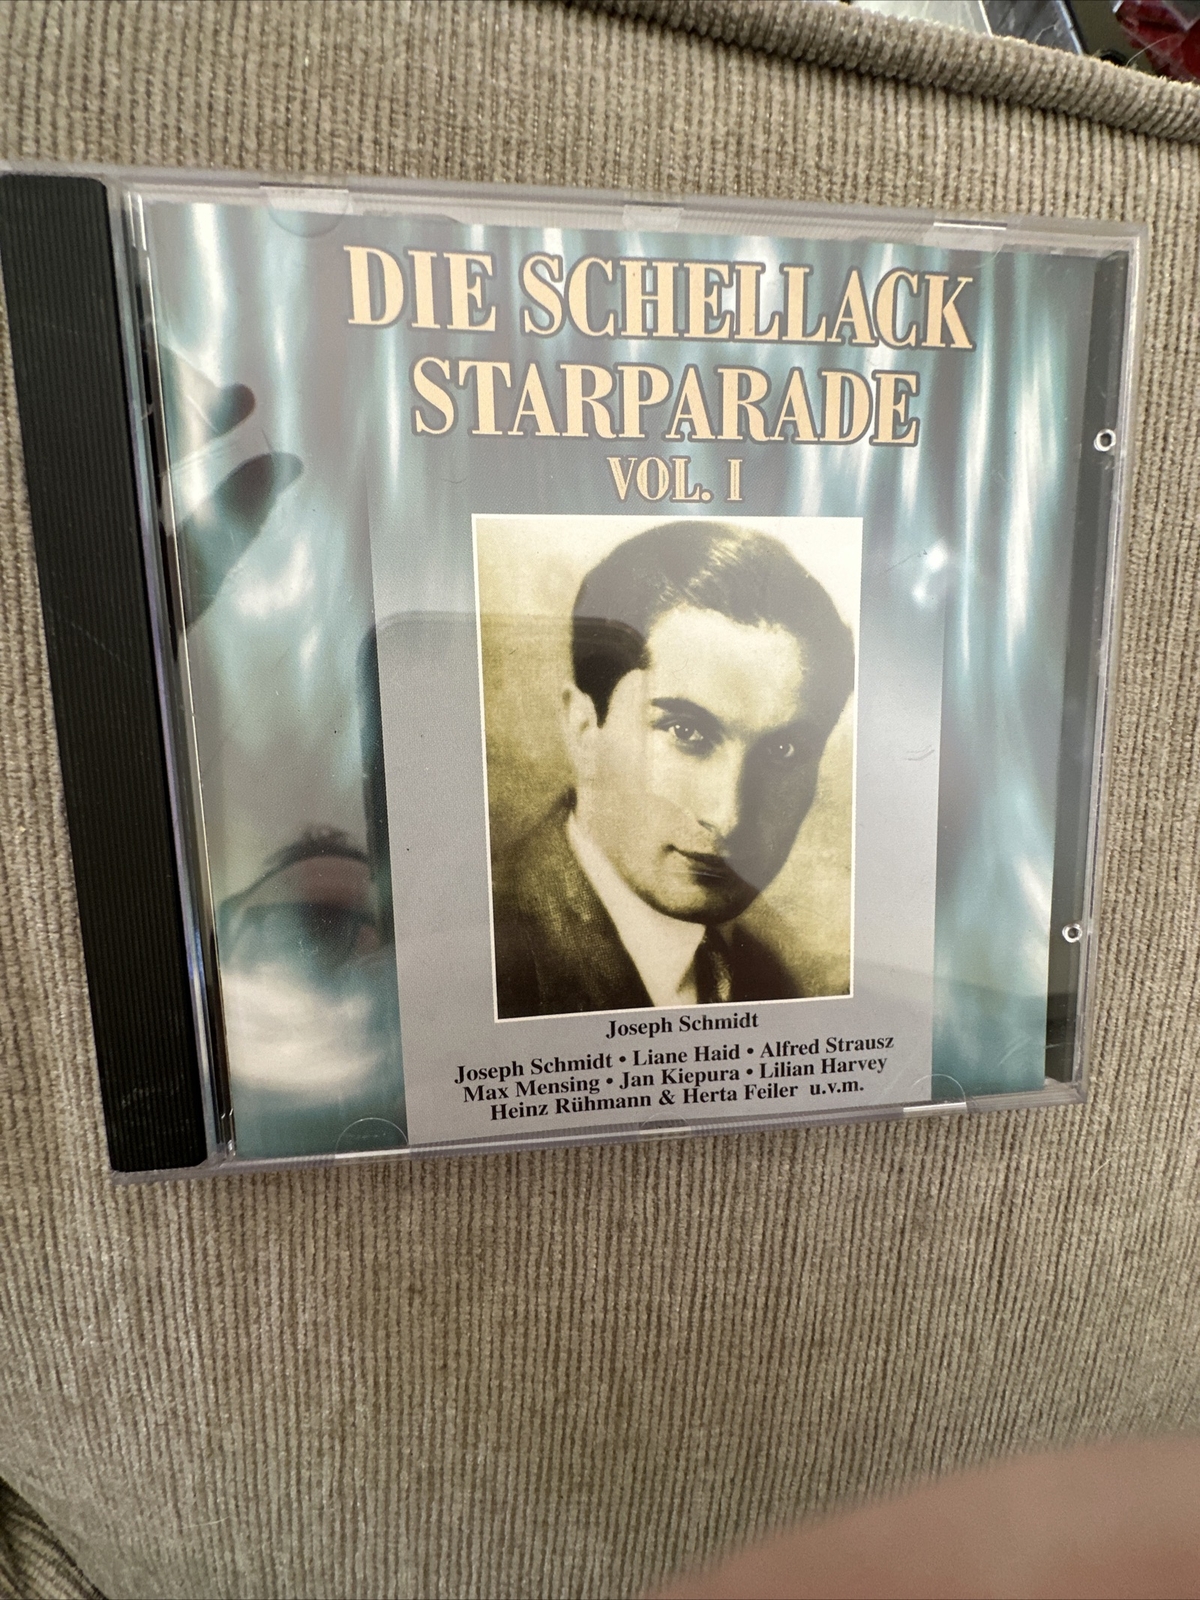 DIE SCHELLACK
STARPARADE
VOL. I
Joseph Schmidt
Joseph Schmidt • Liane Haid • Alfred Strausz
Max Mensing • Jan Kiepura • Lilian Harvey
Heinz Rühmann & Herta Feiler u.v.m.